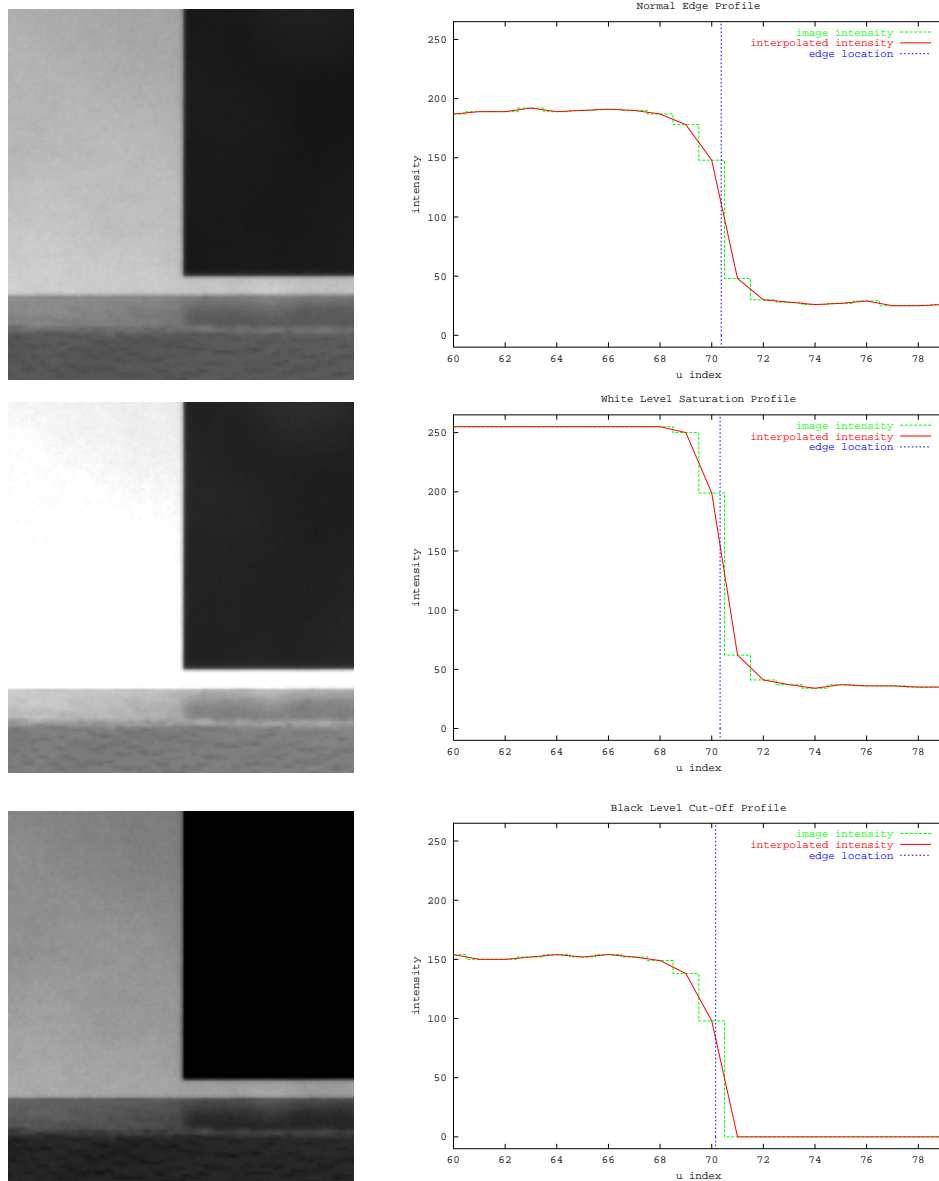 Normal Edge Profile
250
200
150
100
50
0
intensity
image intensity
interpolated intensity
edge location
60 62 64 66 68 70 72 74 76 78
u index
White Level Saturation Profile
250
200
150
100
50
0
intensity
image intensity
interpolated intensity
edge location
60 62 64 66 68 70 72 74 76 78
u index
Black Level Cut-Off Profile
250
200
150
100
50
0
intensity
image intensity
interpolated intensity
edge location
60 62 64 66 68 70 72 74 76 78
u index